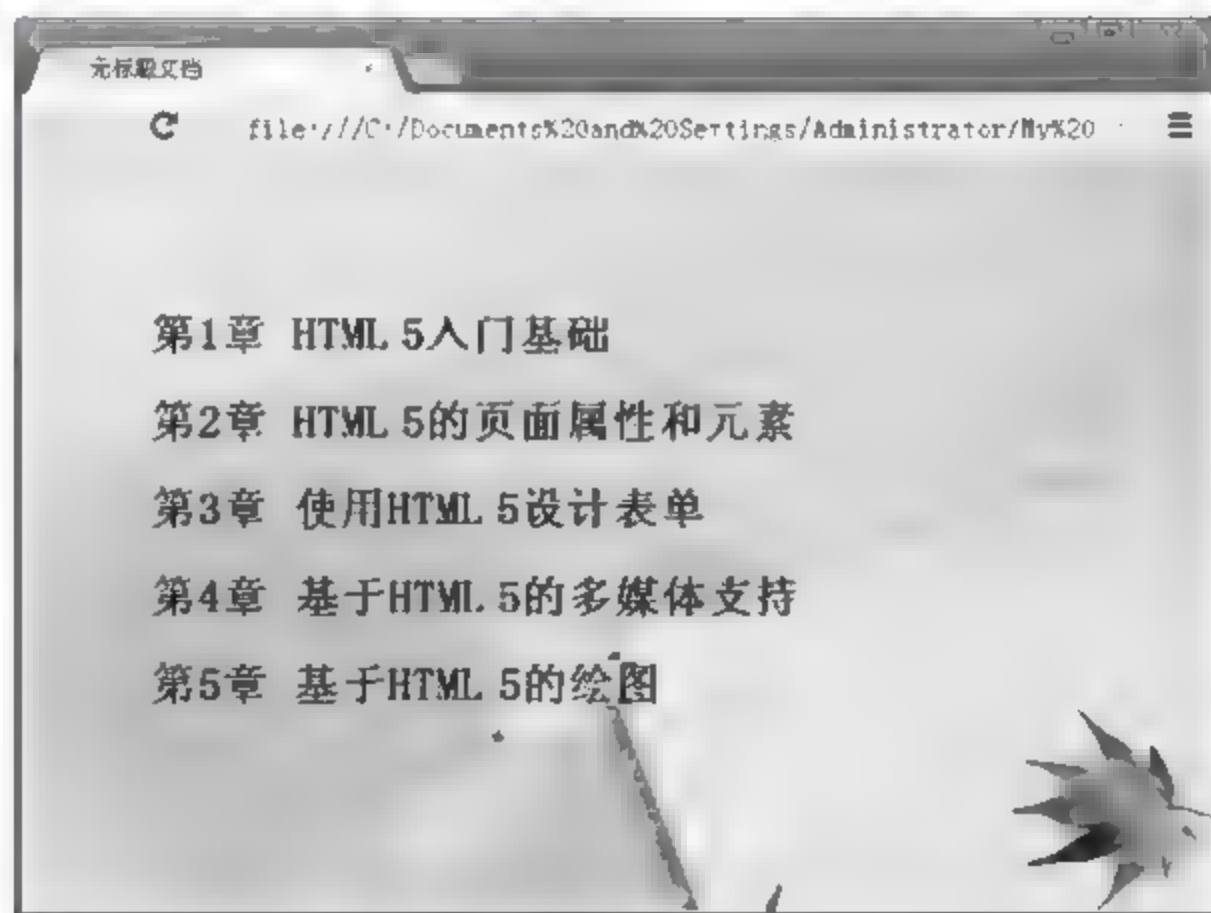 无标题文档
file:///C:/Documents%20and%20Settings/Administrator/My%20
第1章 HTML 5入门基础
第2章 HTML 5的页面属性和元素
第3章 使用HTML 5设计表单
第4章 基于HTML 5的多媒体支持
第5章 基于HTML 5的绘图